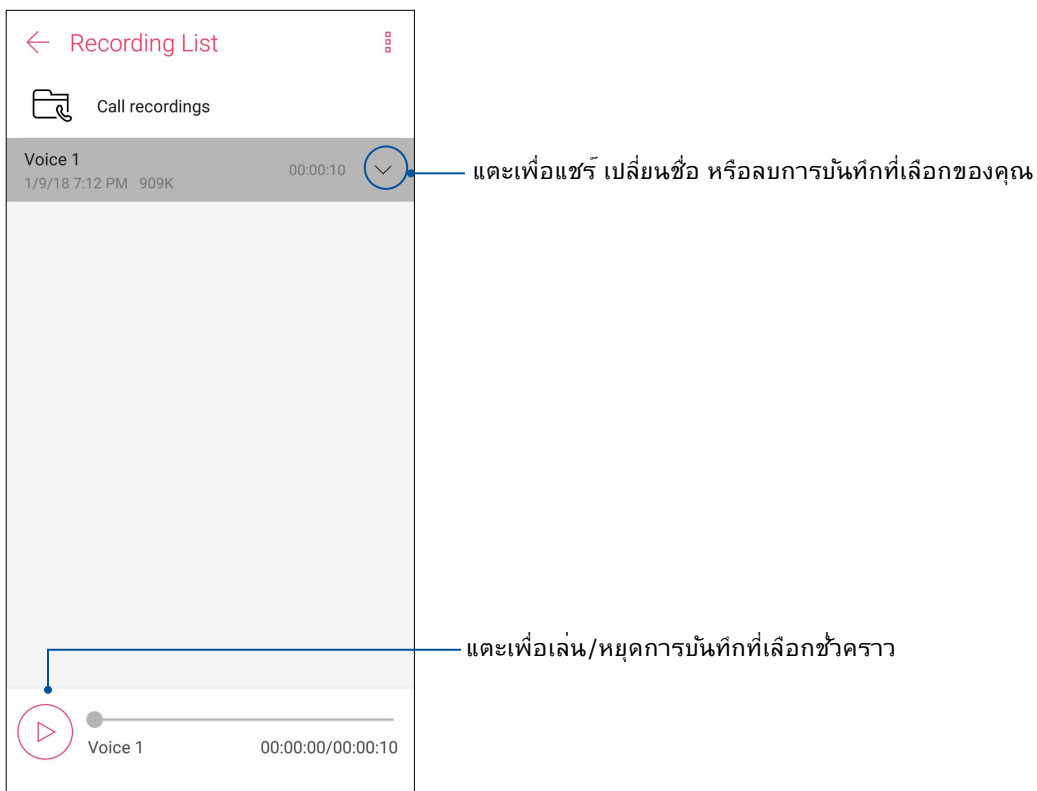 Recording List
Call recordings
Voice 1
00:00:10
1/9/18 7:12 PM 909K
แตะเพื่อแชร์ เปลี่ยนชื่อ หรือลบการบันทึกที่เลือกของคุณ
แตะเพื่อเล่น/หยุดการบันทึกที่เลือกชั่วคราว
Voice 1
00:00:00/00:00:10